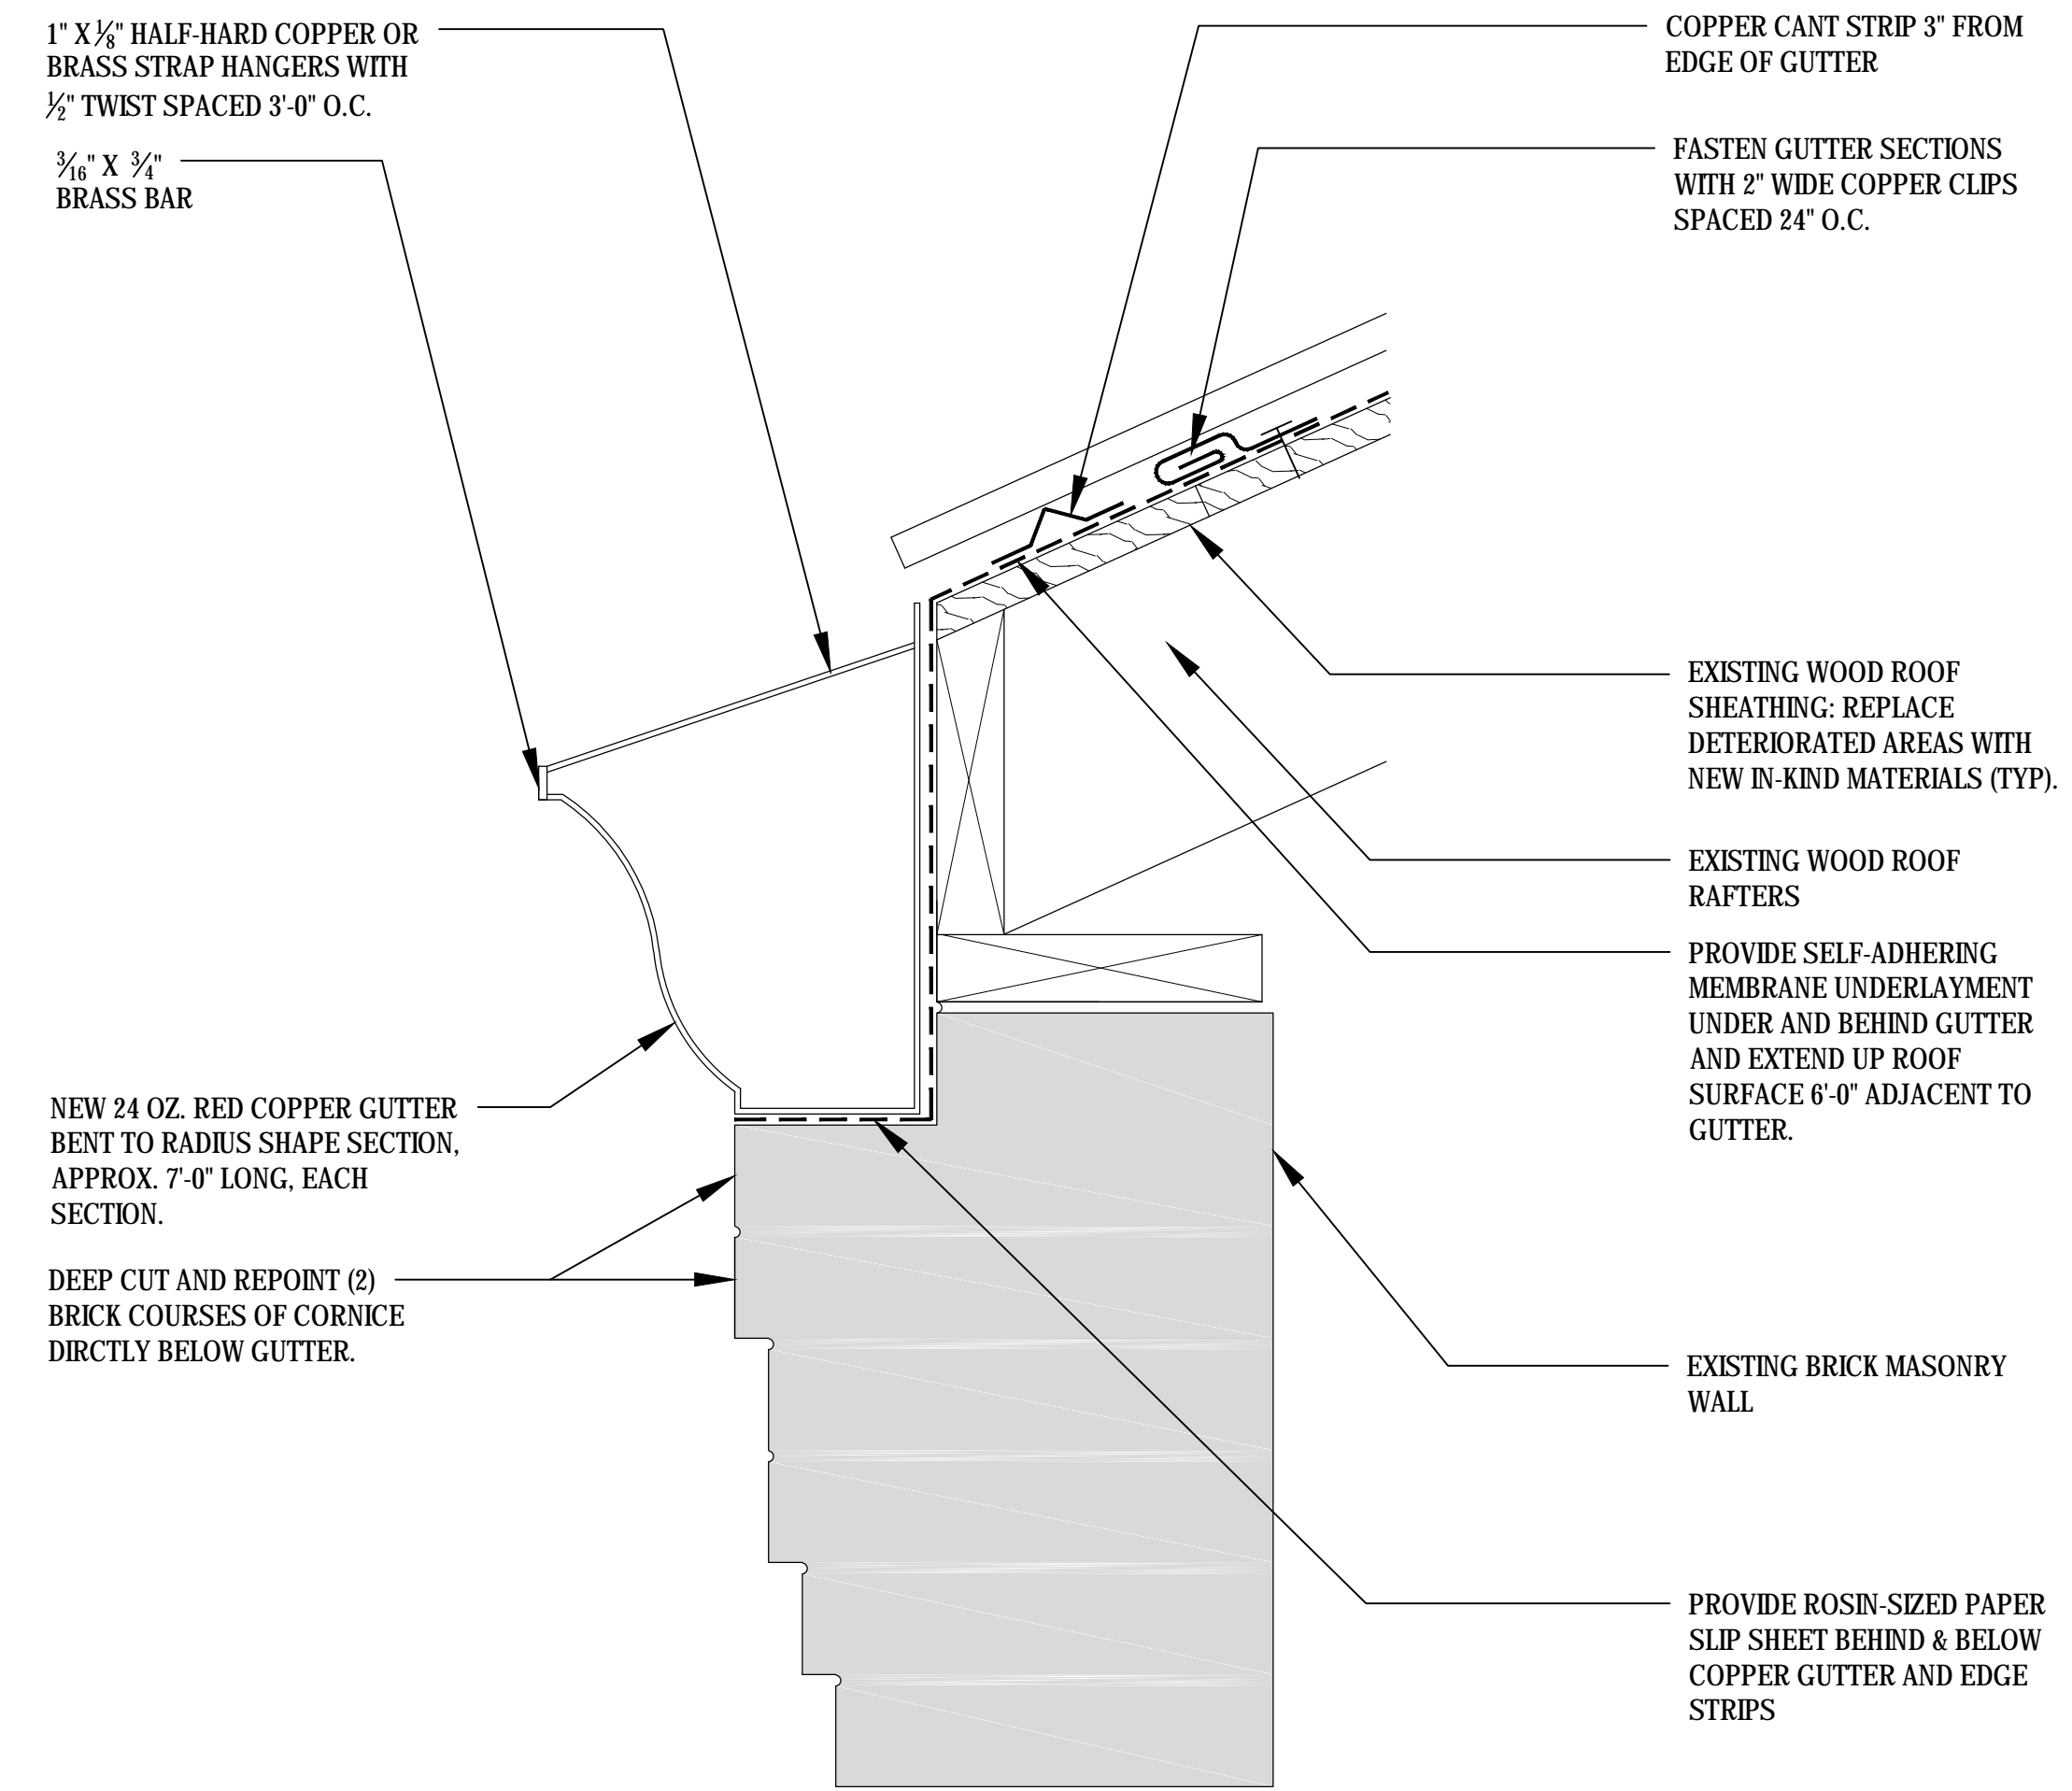 1" X 1/8" HALF-HARD COPPER OR
BRASS STRAP HANGERS WITH
1/2" TWIST SPACED 3'-0" O.C.
3/16" X 3/4"
BRASS BAR
NEW 24 OZ. RED COPPER GUTTER
BENT TO RADIUS SHAPE SECTION,
APPROX. 7'-0" LONG, EACH
SECTION.
DEEP CUT AND REPOINT (2)
BRICK COURSES OF CORNICE
DIRCTLY BELOW GUTTER.
COPPER CANT STRIP 3" FROM
EDGE OF GUTTER
FASTEN GUTTER SECTIONS
WITH 2" WIDE COPPER CLIPS
SPACED 24" O.C.
EXISTING WOOD ROOF
SHEATHING: REPLACE
DETERIORATED AREAS WITH
NEW IN-KIND MATERIALS (TYP).
EXISTING WOOD ROOF
RAFTERS
PROVIDE SELF-ADHERING
MEMBRANE UNDERLAYMENT
UNDER AND BEHIND GUTTER
AND EXTEND UP ROOF
SURFACE 6'-0" ADJACENT TO
GUTTER.
EXISTING BRICK MASONRY
WALL
PROVIDE ROSIN-SIZED PAPER
SLIP SHEET BEHIND & BELOW
COPPER GUTTER AND EDGE
STRIPS